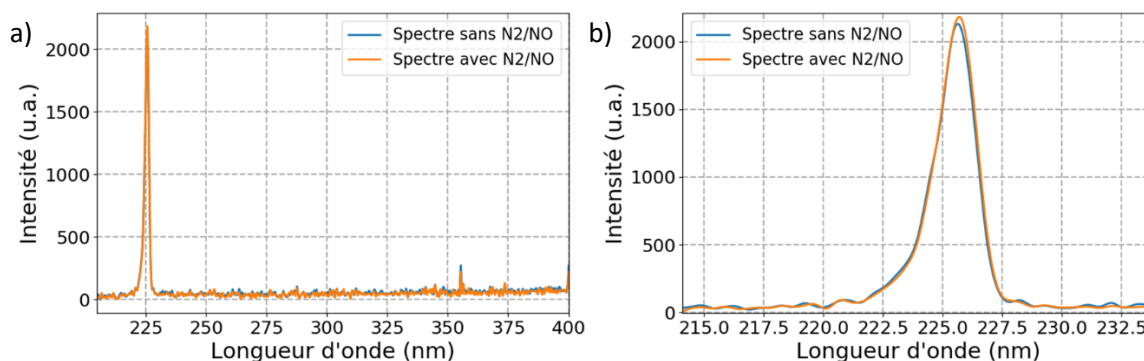 a)
Intensité (u.a.)
2000
1500
1000
500
0
Spectre sans N2/NO
Spectre avec N2/NO
225 250 275 300 325 350 375 400
Longueur d'onde (nm)
b)
Intensité (u.a.)
2000
1500
1000
500
0
Spectre sans N2/NO
Spectre avec N2/NO
215.0 217.5 220.0 222.5 225.0 227.5 230.0 232.5
Longueur d'onde (nm)